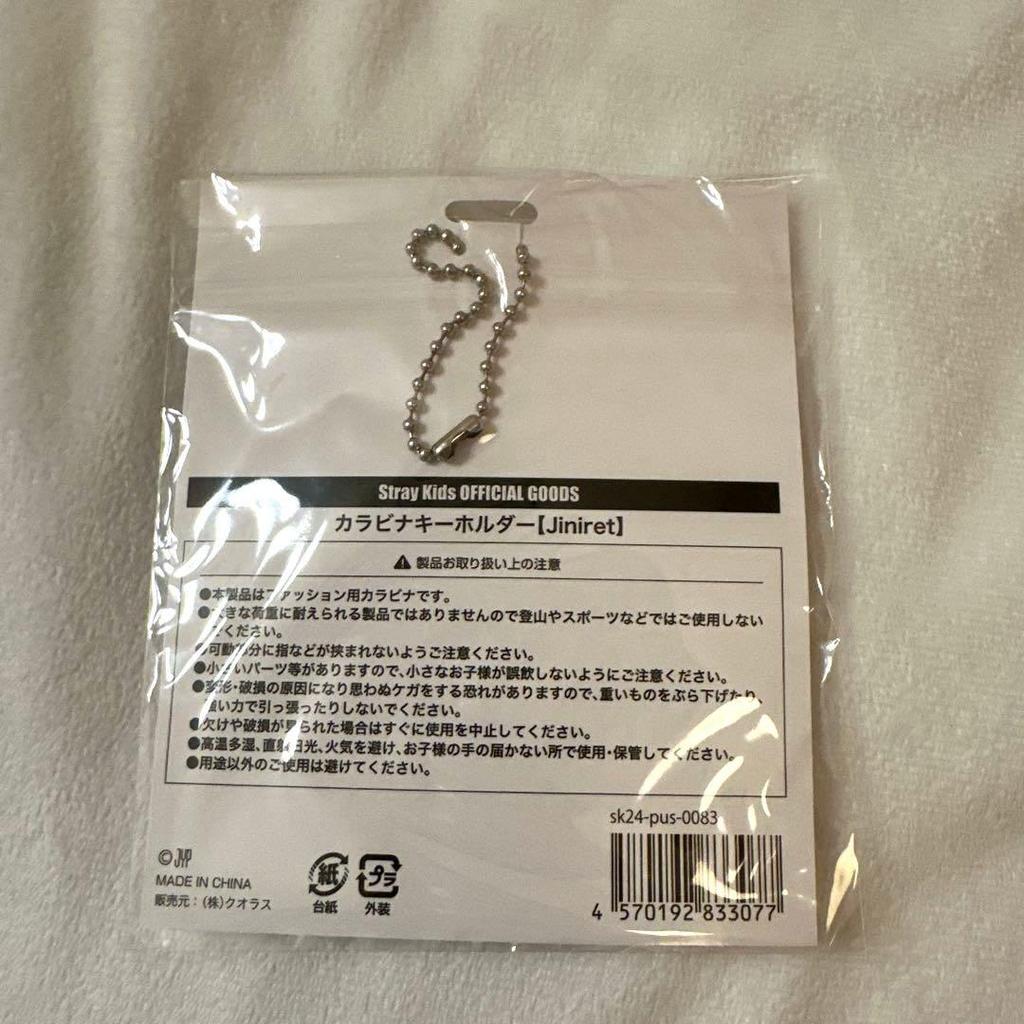 Stray Kids OFFICIAL GOODS
カラビナキーホルダー【Jiniret】
製品お取り扱い上の注意
●本製品はファッション用カラビナです。
●大きな荷重に耐えられる製品ではありませんので登山やスポーツなどではご使用しない
でください。
●可動部分に指などが挟まれないようご注意ください。
●小さいパーツ等がありますので、小さなお子様が誤飲しないようにご注意ください。
●変形・破損の原因になり思わぬケガをする恐れがありますので、重いものをぶら下げたり、
強い力で引っ張ったりしないでください。
●欠けや破損が見られた場合はすぐに使用を中止してください。
●高温多湿、直射日光、火気を避け、お子様の手の届かない所で使用・保管してください。
●用途以外のご使用は避けてください。
sk24-pus-0083
©JYP
MADE IN CHINA
販売元：(株)クオラス
紙
台紙
プラ
外装
4 570192 833077